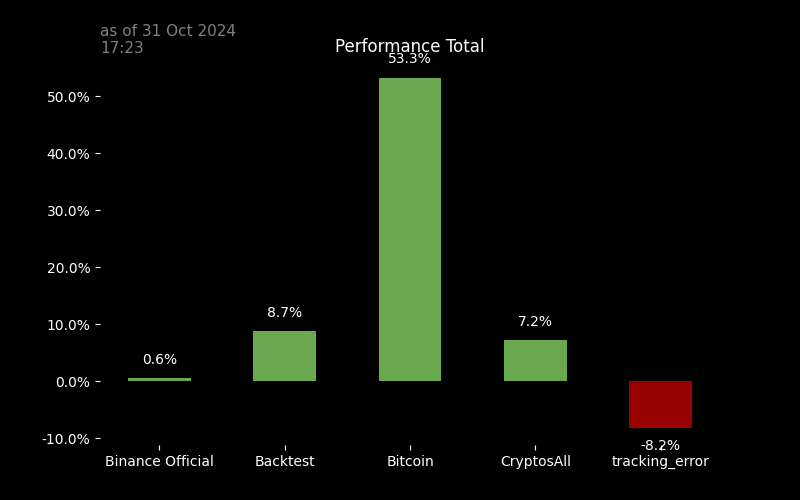 as of 31 Oct 2024
17:23
Performance Total
53.3%
50.0%
40.0%
30.0%
20.0%
10.0%
0.0%
-10.0%
0.6%
8.7%
7.2%
-8.2%
Binance Official
Backtest
Bitcoin
CryptosAll
tracking_error